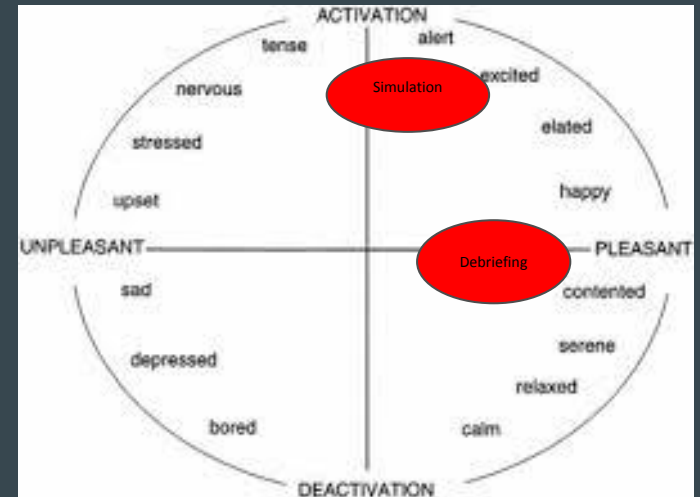 ACTIVATION
tense
alert
nervous
Simulation
excited
stressed
elated
upset
happy
UNPLEASANT
PLEASANT
Debriefing
sad
contented
depressed
serene
relaxed
bored
calm
DEACTIVATION